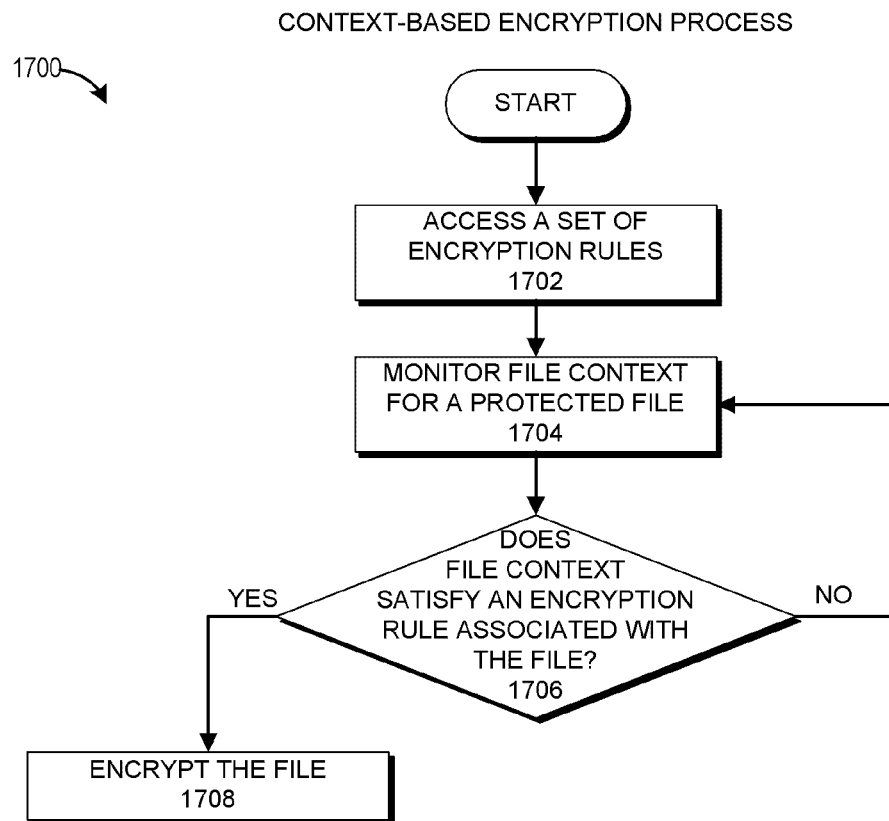 CONTEXT-BASED ENCRYPTION PROCESS
1700
START
ACCESS A SET OF
ENCRYPTION RULES
1702
MONITOR FILE CONTEXT
FOR A PROTECTED FILE
1704
DOES
FILE CONTEXT
SATISFY AN ENCRYPTION
RULE ASSOCIATED WITH
THE FILE?
1706
YES
NO
ENCRYPT THE FILE
1708